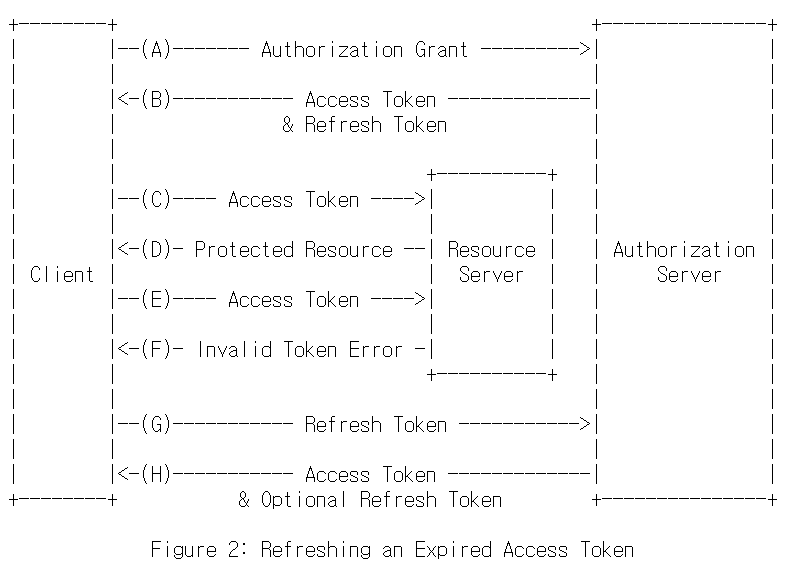 +--------+                                           +---------------+
|        |--(A)------- Authorization Grant --------->|               |
|        |                                           |               |
|        |<-(B)----------- Access Token -------------|               |
|        |               & Refresh Token             |               |
|        |                                           |               |
|        |                            +----------+   |               |
|        |--(C)---- Access Token ---->|          |   |               |
|        |                            |          |   |               |
|        |<-(D)- Protected Resource --| Resource |   | Authorization |
| Client |                            |  Server  |   |     Server    |
|        |--(E)---- Access Token ---->|          |   |               |
|        |                            |          |   |               |
|        |<-(F)- Invalid Token Error -|          |   |               |
|        |                            +----------+   |               |
|        |                                           |               |
|        |--(G)----------- Refresh Token ----------->|               |
|        |                                           |               |
|        |<-(H)----------- Access Token -------------|               |
+--------+           & Optional Refresh Token        +---------------+
Figure 2: Refreshing an Expired Access Token